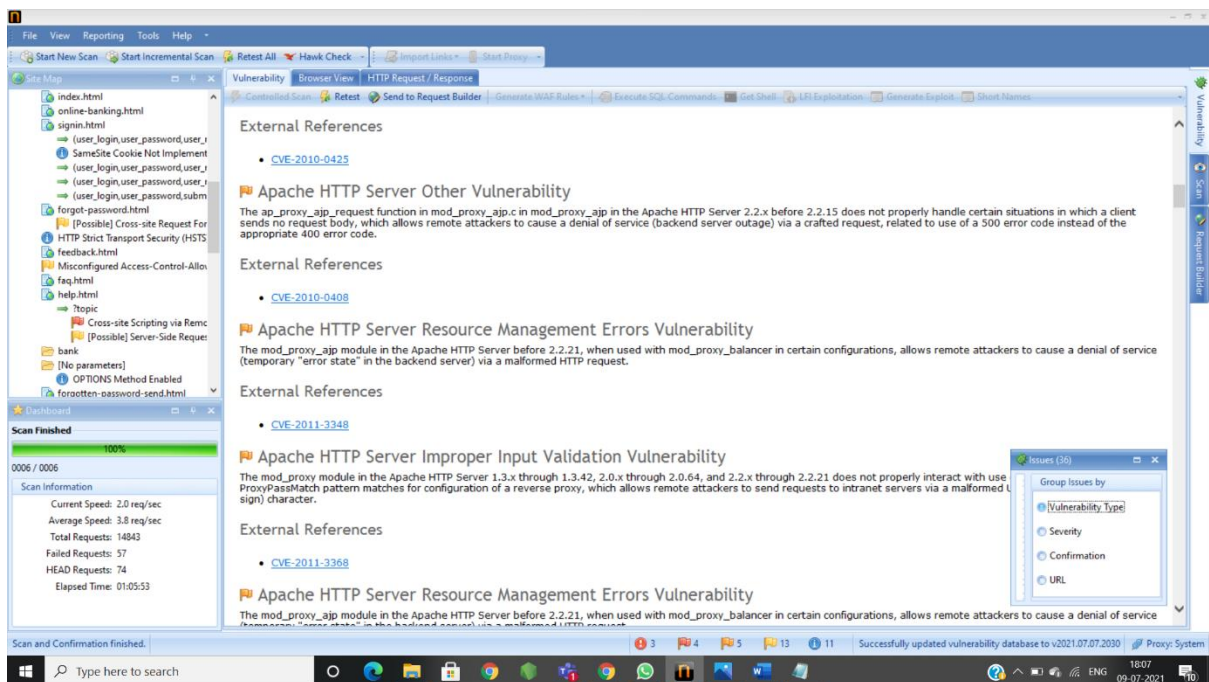 File View Reporting Tools Help
Start New Scan Start Incremental Scan Retest All Hawk Check Import Links Start Proxy
Site Map
index.html
online-banking.html
signin.html
(user_login,user_password,user_r
SameSite Cookie Not Implement
(user_login,user_password,user_r
(user_login,user_password,user_r
(user_login,user_password,subm
forgot-password.html
[Possible] Cross-site Request For
HTTP Strict Transport Security (HSTS
feedback.html
Misconfigured Access-Control-Allow
faq.html
help.html
?topic
Cross-site Scripting via Remo
[Possible] Server-Side Reques
bank
[No parameters]
OPTIONS Method Enabled
forgotten-password-send.html
Dashboard
Scan Finished
100%
0006 / 0006
Scan Information
Current Speed: 2.0 req/sec
Average Speed: 3.8 req/sec
Total Requests: 14843
Failed Requests: 57
HEAD Requests: 74
Elapsed Time: 01:05:53
Vulnerability Browser View HTTP Request / Response
Controlled Scan Retest Send to Request Builder Generate WAF Rules Execute SQL Commands Get Shell LFI Exploitation Generate Exploit Short Names
External References
CVE-2010-0425
Apache HTTP Server Other Vulnerability
The ap_proxy_ajp_request function in mod_proxy_ajp.c in mod_proxy_ajp in the Apache HTTP Server 2.2.x before 2.2.15 does not properly handle certain situations in which a client
sends no request body, which allows remote attackers to cause a denial of service (backend server outage) via a crafted request, related to use of a 500 error code instead of the
appropriate 400 error code.
External References
CVE-2010-0408
Apache HTTP Server Resource Management Errors Vulnerability
The mod_proxy_ajp module in the Apache HTTP Server before 2.2.21, when used with mod_proxy_balancer in certain configurations, allows remote attackers to cause a denial of service
(temporary "error state" in the backend server) via a malformed HTTP request.
External References
CVE-2011-3348
Apache HTTP Server Improper Input Validation Vulnerability
The mod_proxy module in the Apache HTTP Server 1.3.x through 1.3.42, 2.0.x through 2.0.64, and 2.2.x through 2.2.21 does not properly interact with use
ProxyPassMatch pattern matches for configuration of a reverse proxy, which allows remote attackers to send requests to intranet servers via a malformed U
sign) character.
External References
CVE-2011-3368
Apache HTTP Server Resource Management Errors Vulnerability
The mod_proxy_ajp module in the Apache HTTP Server before 2.2.21, when used with mod_proxy_balancer in certain configurations, allows remote attackers to cause a denial of service
(temporary "error state" in the backend server) via a malformed HTTP request.
Issues (36)
Group Issues by
Vulnerability Type
Severity
Confirmation
URL
Vulnerability
Scan
Request Builder
Scan and Confirmation finished. 3 4 5 13 11 Successfully updated vulnerability database to v2021.07.07.2030 Proxy: System
Type here to search ENG 18:07
09-07-2021